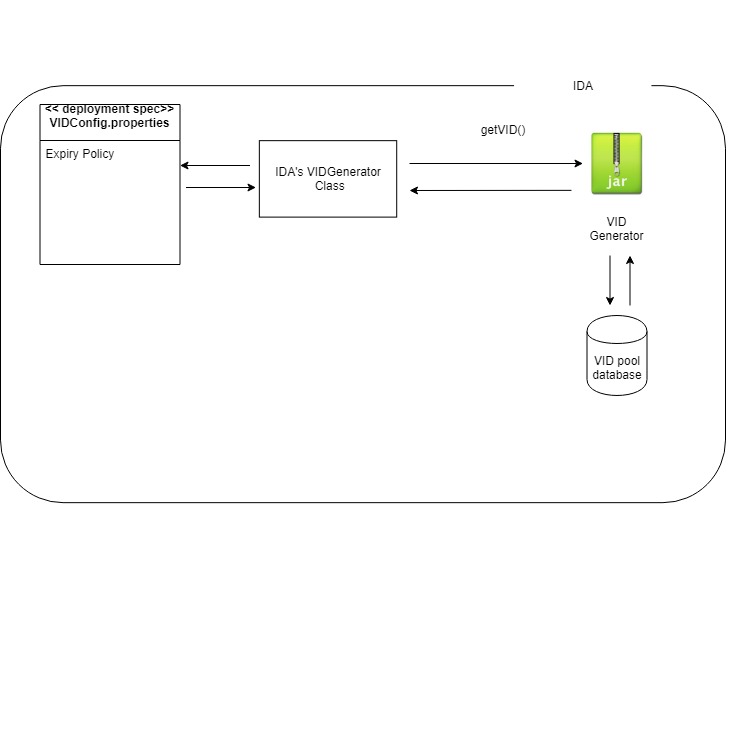 IDA
<< deployment spec>>
VIDConfig.properties
Expiry Policy
IDA's VIDGenerator
Class
getVID()
jar
VID
Generator
VID pool
database